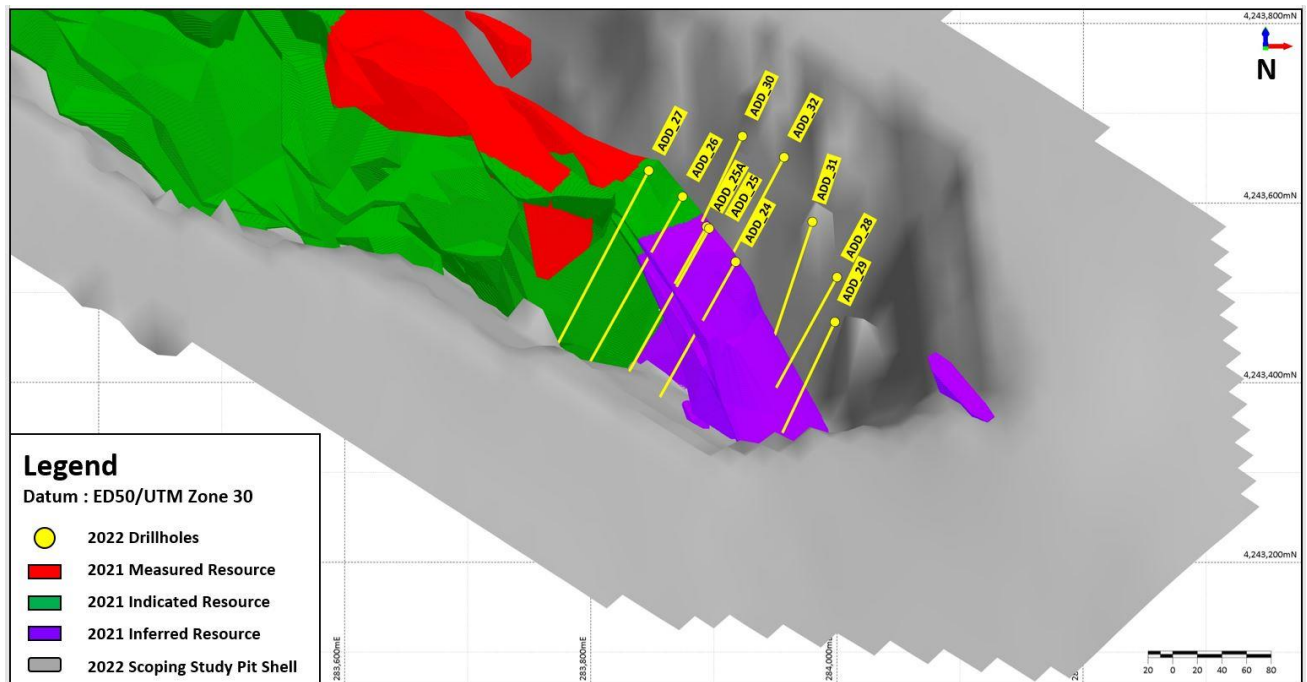 4,243,800mN
N
ADD_30
ADD_32
ADD_27
ADD_26
ADD_25A
ADD_31
ADD_25
4,243,600mN
ADD_24
ADD_28
ADD_29
4,243,400mN
Legend
Datum : ED50/UTM Zone 30
2022 Drillholes
2021 Measured Resource
2021 Indicated Resource
2021 Inferred Resource
2022 Scoping Study Pit Shell
4,243,200mN
283,600mE
283,800mE
284,000mE
20 0 20 40 60 80